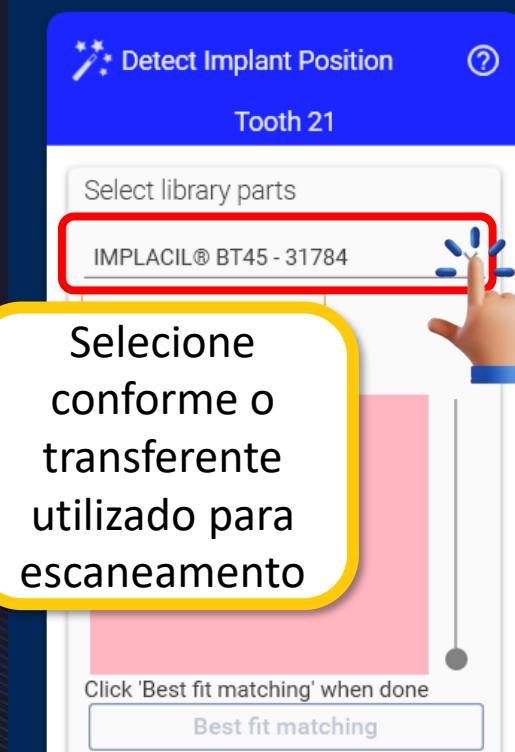 Detect Implant Position
Tooth 21
Select library parts
IMPLACIL® BT45 - 31784
Selecione
conforme o
transferente
utilizado para
escaneamento
Click 'Best fit matching' when done
Best fit matching